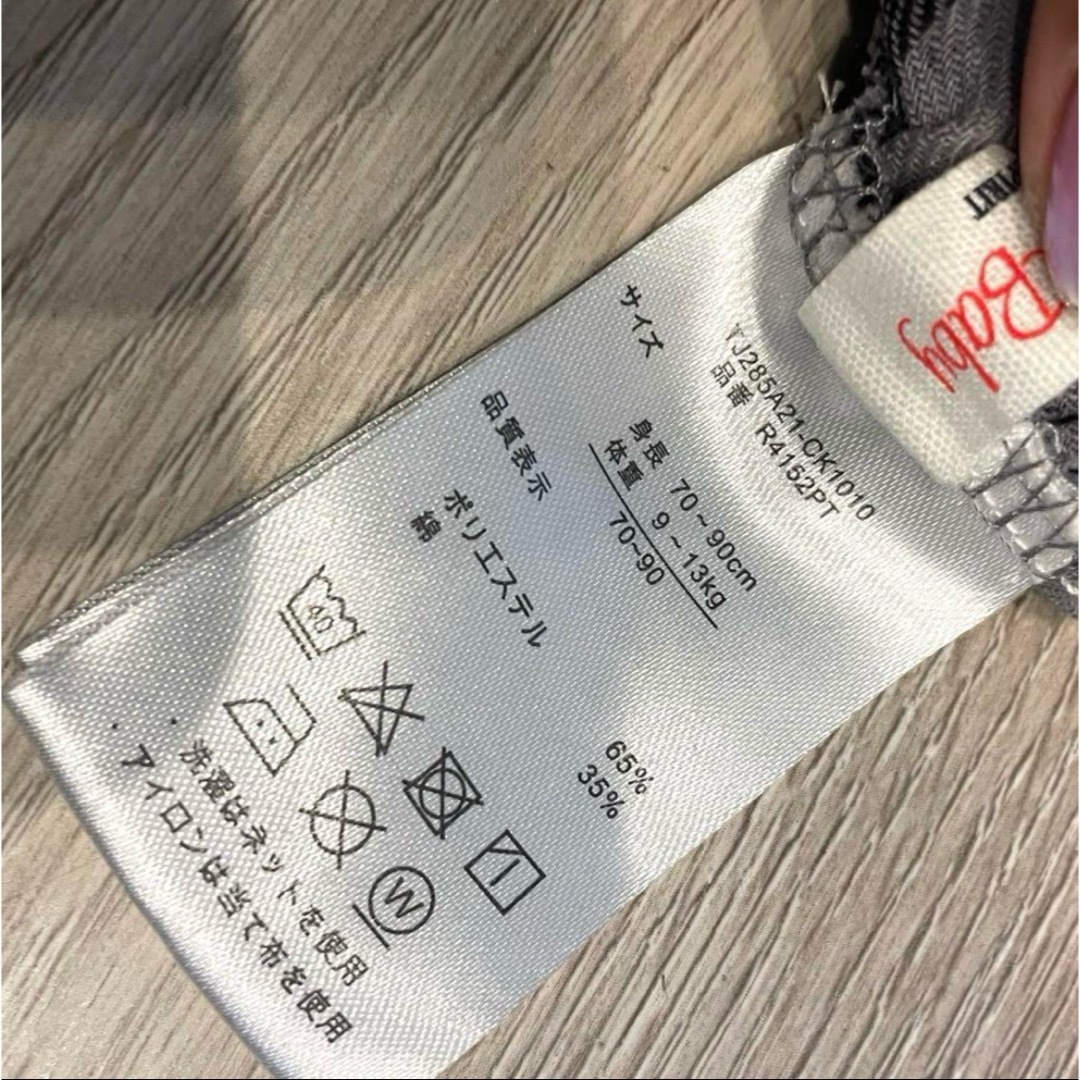 Baby
TJ285A21-CK1010
品番 R4152PT
サイズ
身長 70~90cm
体重 9~13kg
70~90
品質表示
ポリエステル 65%
綿 35%
40
W
・洗濯はネットを使用
・アイロンは当て布を使用